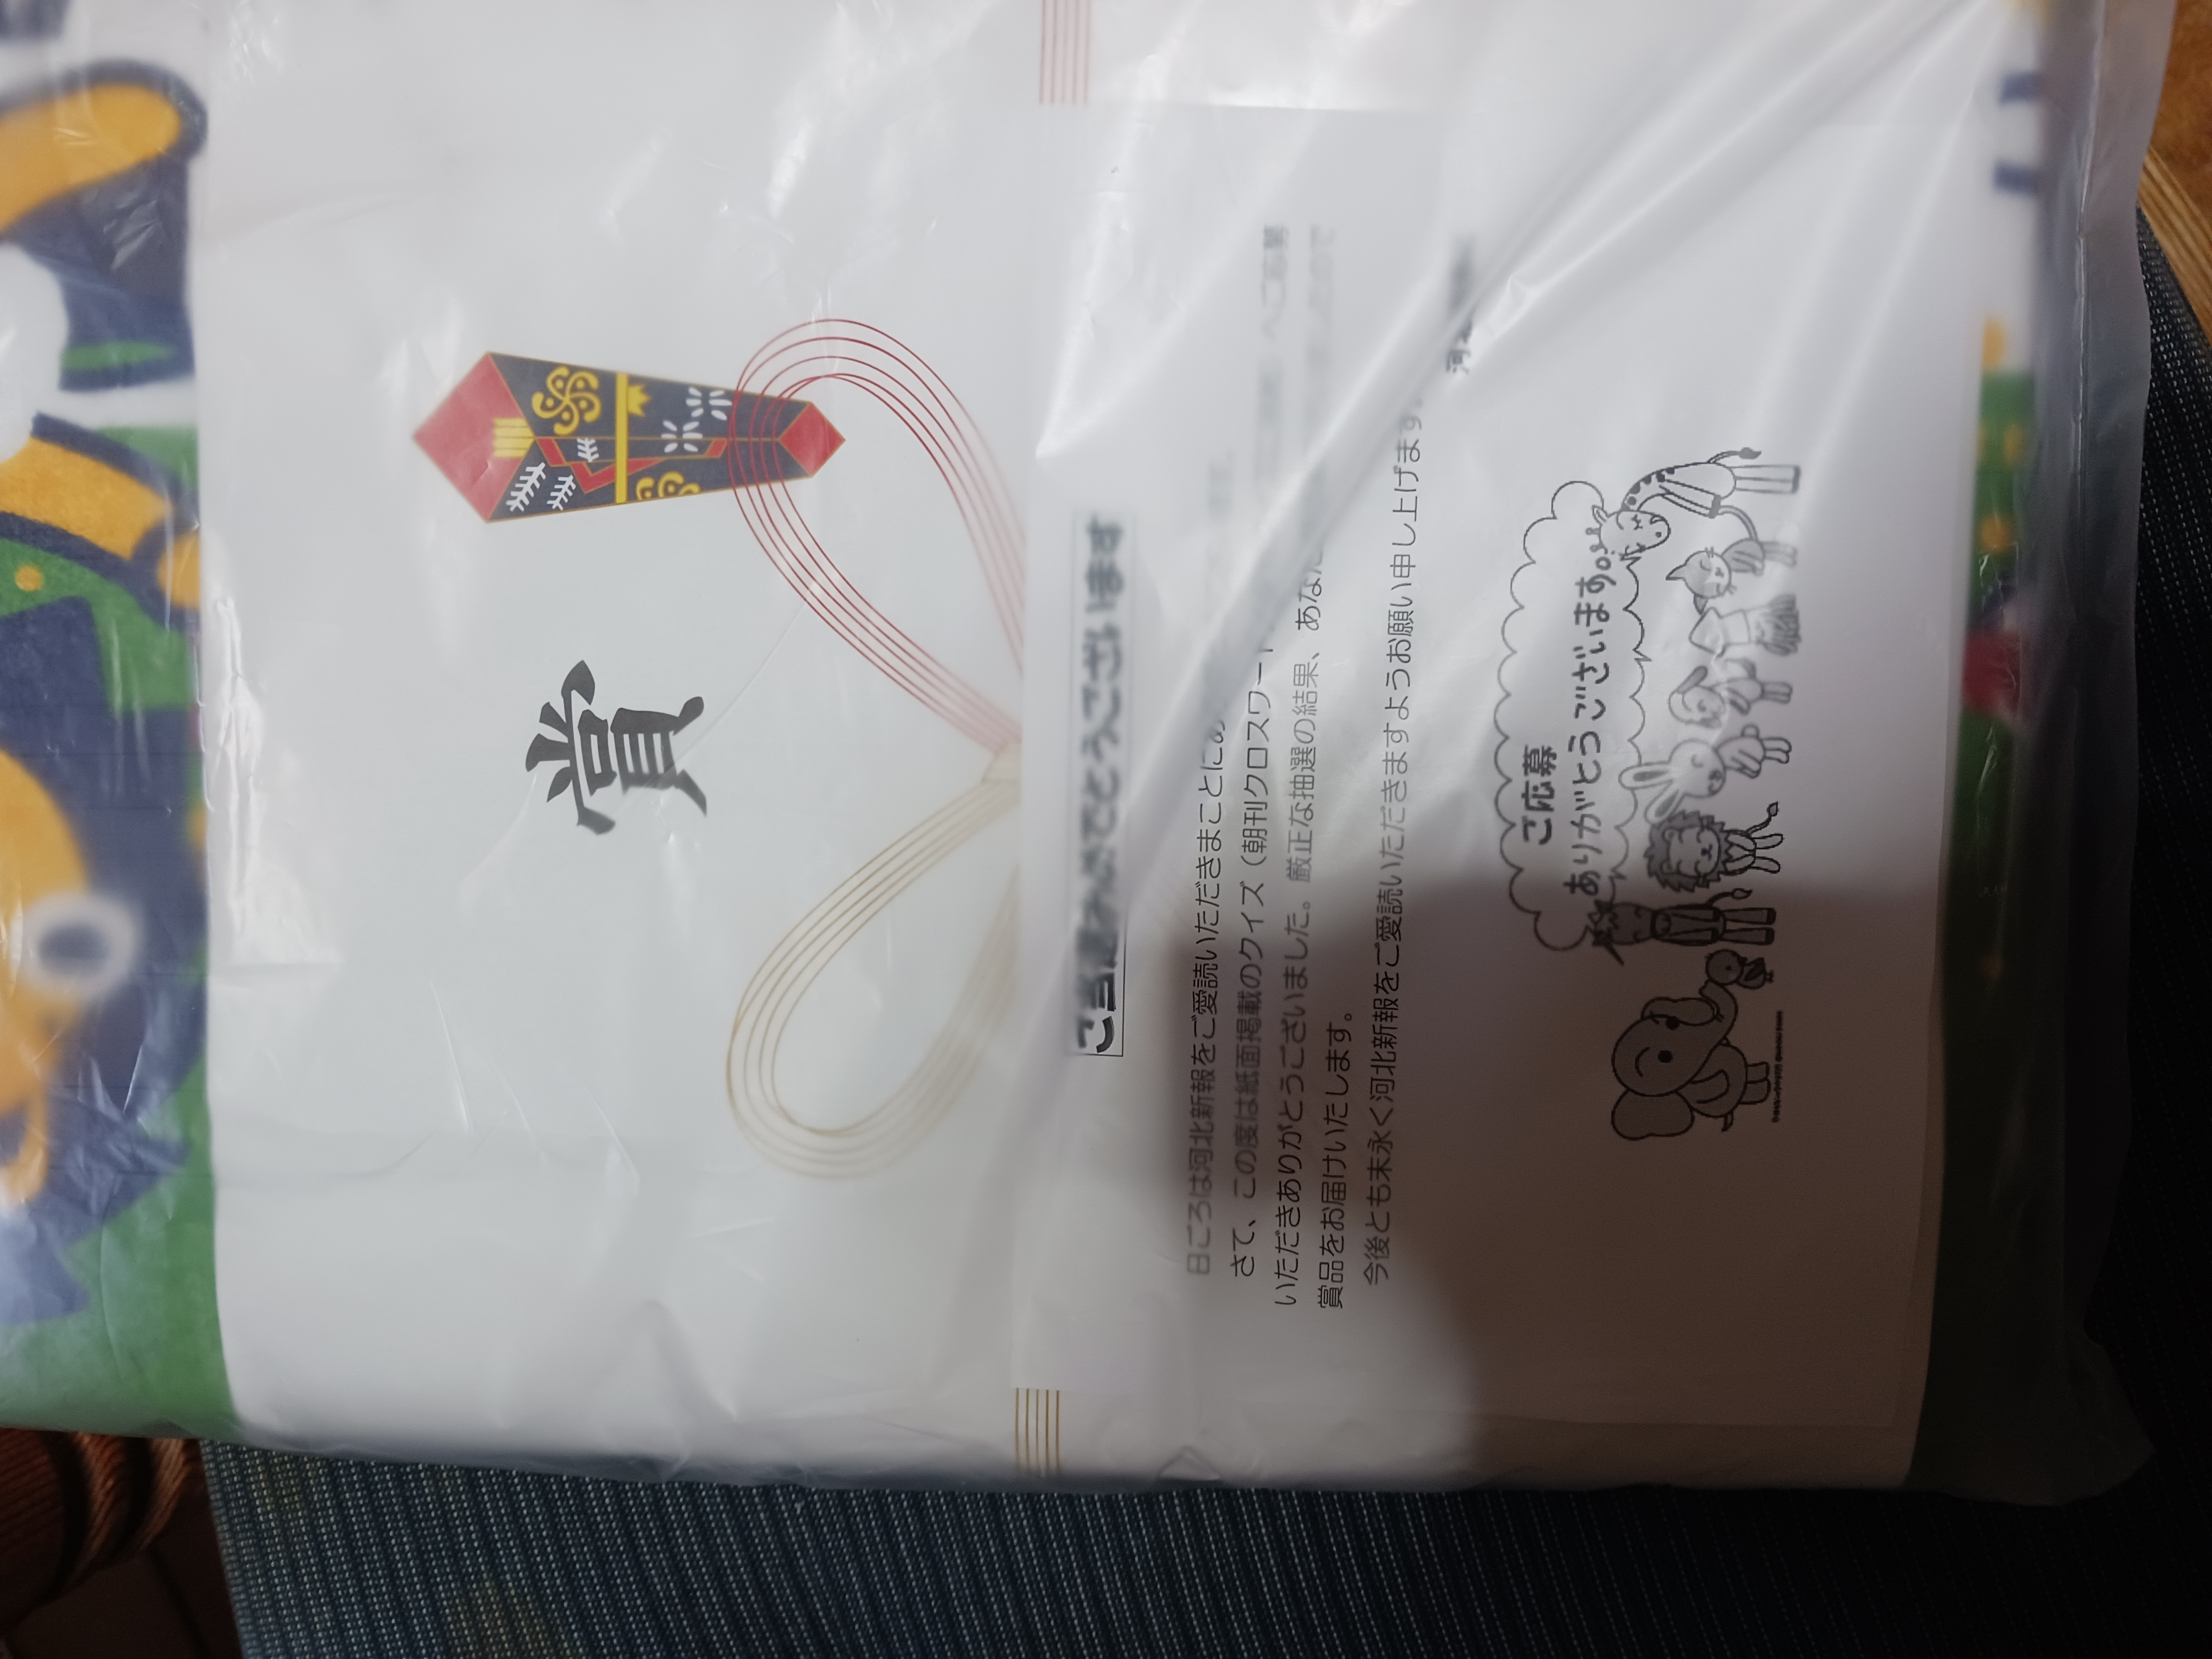 賞
ご当選おめでとうございます
日ごろは河北新報をご愛読いただきまことに
さて、この度は紙面掲載のクイズ（朝刊クロスワード
いただきありがとうございました。厳正な抽選の結果、あなた
賞品をお届けいたします。
今後とも末永く河北新報をご愛読いただきますようお願い申し上げます。
河
ご応募
ありがとうございます。